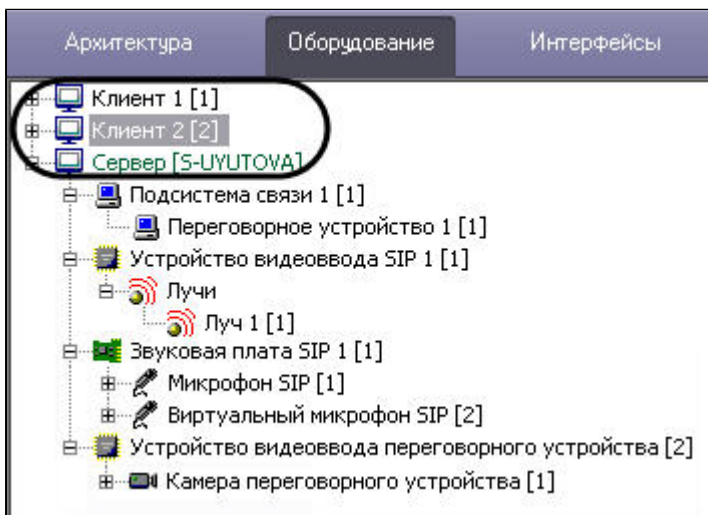 Архитектура Оборудование Интерфейсы
Клиент 1 [1]
Клиент 2 [2]
Сервер [S-UYUTOVA]
Подсистема связи 1 [1]
Переговорное устройство 1 [1]
Устройство видеоввода SIP 1 [1]
Лучи
Луч 1 [1]
Звуковая плата SIP 1 [1]
Микрофон SIP [1]
Виртуальный микрофон SIP [2]
Устройство видеоввода переговорного устройства [2]
Камера переговорного устройства [1]